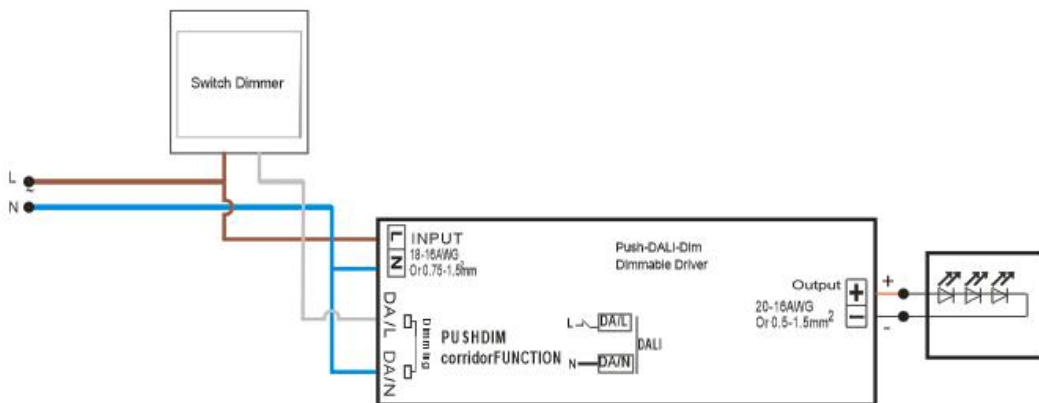 Switch Dimmer
L
~
N
L INPUT
N 18-16AWG
Or 0.75-1.5mm²
DA/L
DA/N
Dimming
PUSHDIM
corridorFUNCTION
L DA/L
N DA/N
DALI
Push-DALI-Dim
Dimmable Driver
Output
20-16AWG
Or 0.5-1.5mm²
+
-
+
-